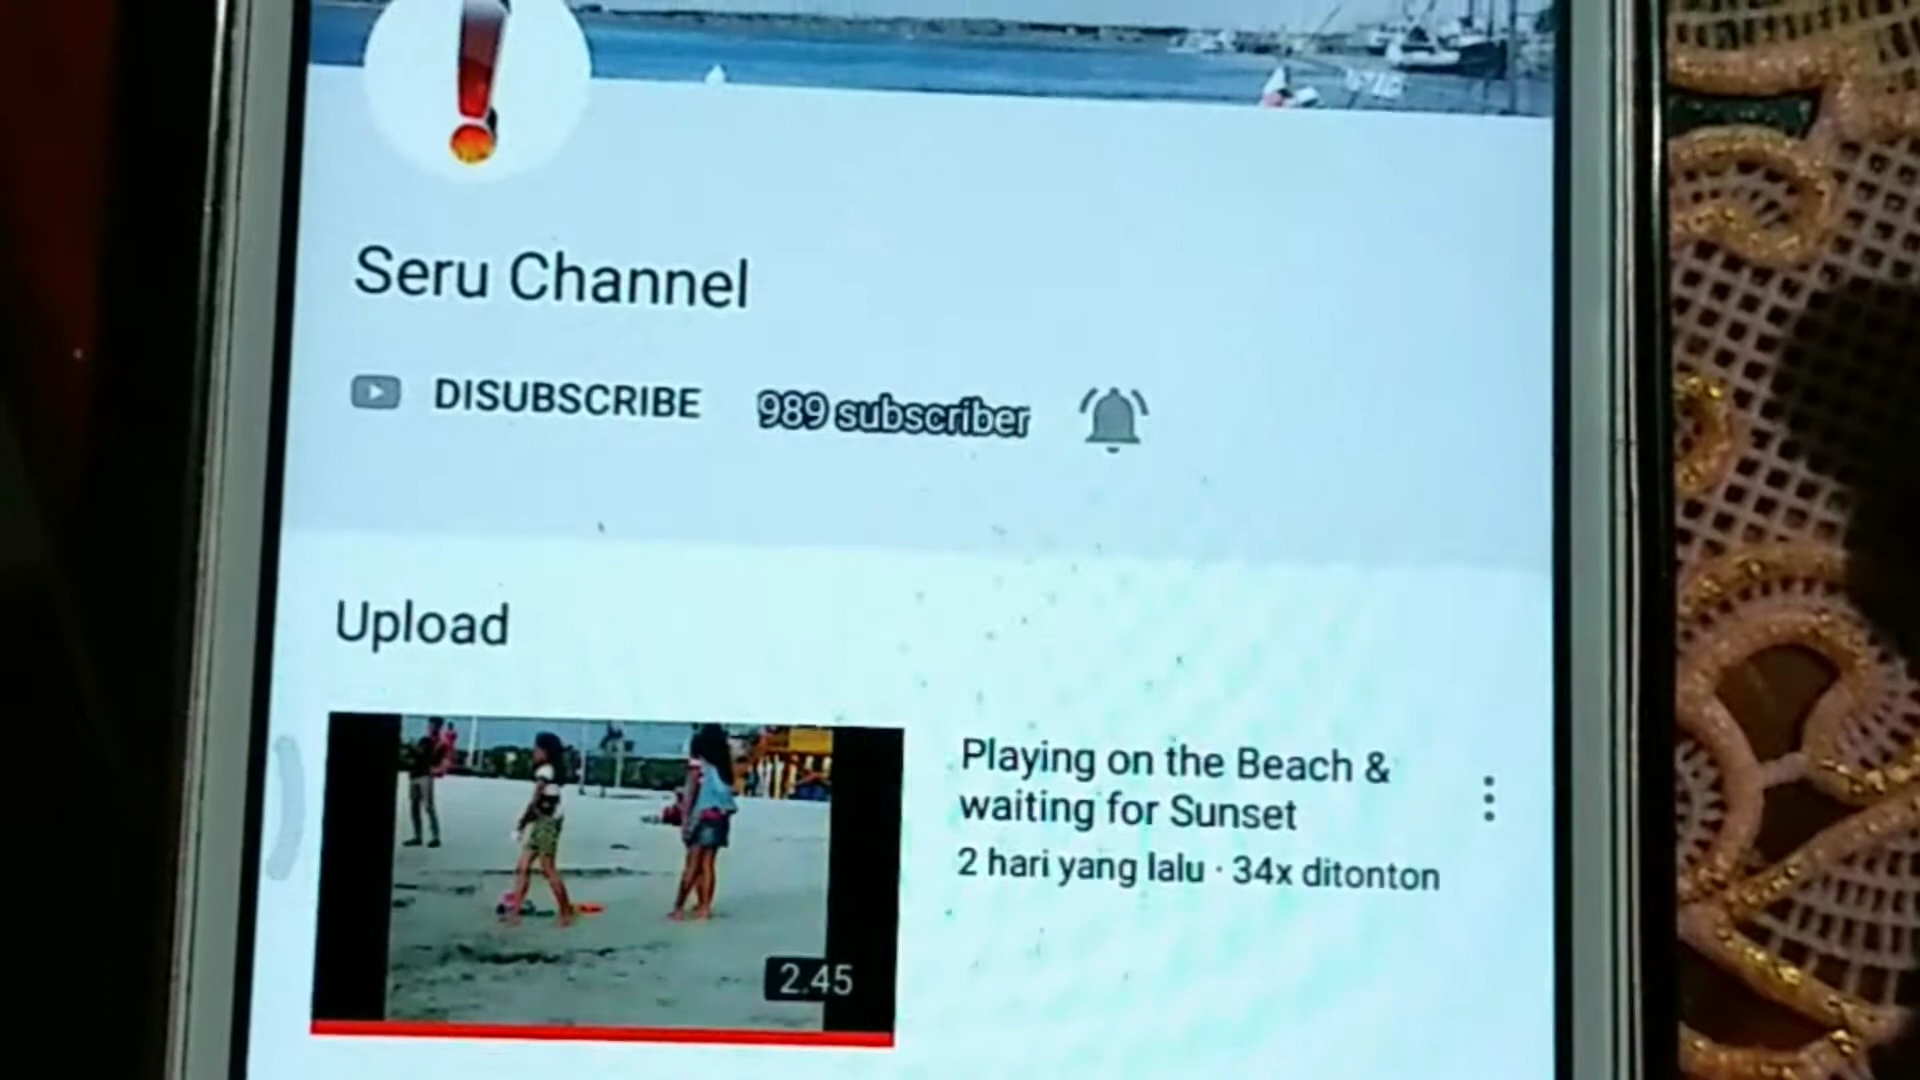 Seru Channel
DISUBSCRIBE 989 subscriber
Upload
Playing on the Beach &
waiting for Sunset
2 hari yang lalu · 34x ditonton
2.45